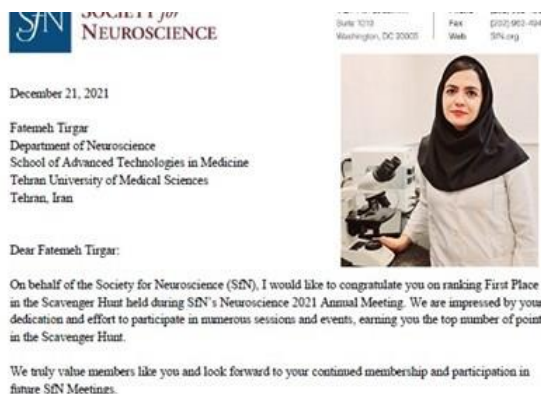 SfN
SOCIETY for
NEUROSCIENCE
Suite 1010
Washington, DC 20005
Fax
Web SfN.org
December 21, 2021
Fatemeh Tirgar
Department of Neuroscience
School of Advanced Technologies in Medicine
Tehran University of Medical Sciences
Tehran, Iran
Dear Fatemeh Tirgar:
On behalf of the Society for Neuroscience (SfN), I would like to congratulate you on ranking First Place
in the Scavenger Hunt held during SfN's Neuroscience 2021 Annual Meeting. We are impressed by your
dedication and effort to participate in numerous sessions and events, earning you the top number of point
in the Scavenger Hunt.
We truly value members like you and look forward to your continued membership and participation in
future SfN Meetings.